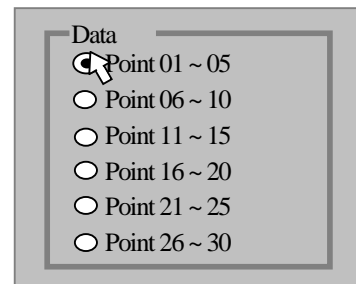 Data
Point 01 ~ 05
Point 06 ~ 10
Point 11 ~ 15
Point 16 ~ 20
Point 21 ~ 25
Point 26 ~ 30